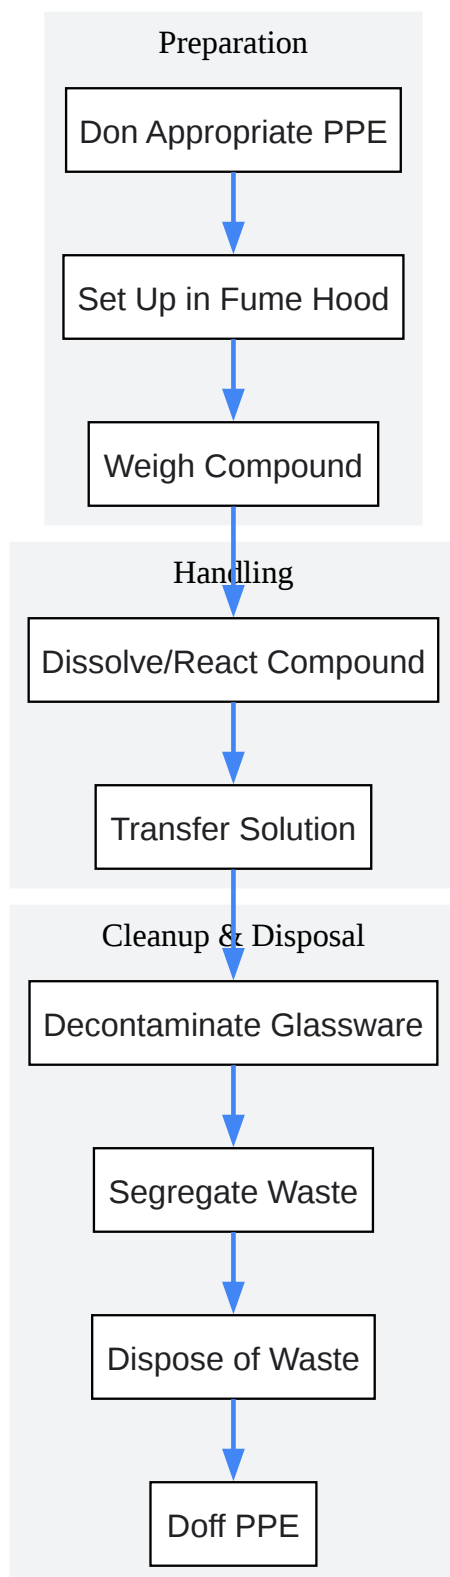 Preparation
Don Appropriate PPE
Set Up in Fume Hood
Weigh Compound
Handling
Dissolve/React Compound
Transfer Solution
Cleanup & Disposal
Decontaminate Glassware
Segregate Waste
Dispose of Waste
Doff PPE